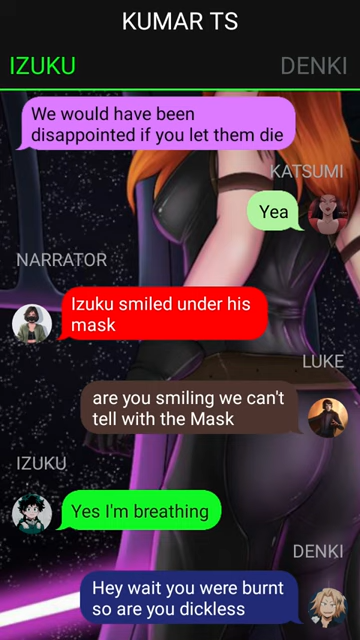 KUMAR TS
IZUKU
DENKI
We would have been
disappointed if you let them die
KATSUMI
Yea
NARRATOR
Izuku smiled under his
mask
LUKE
are you smiling we can't
tell with the Mask
IZUKU
Yes I'm breathing
DENKI
Hey wait you were burnt
so are you dickless